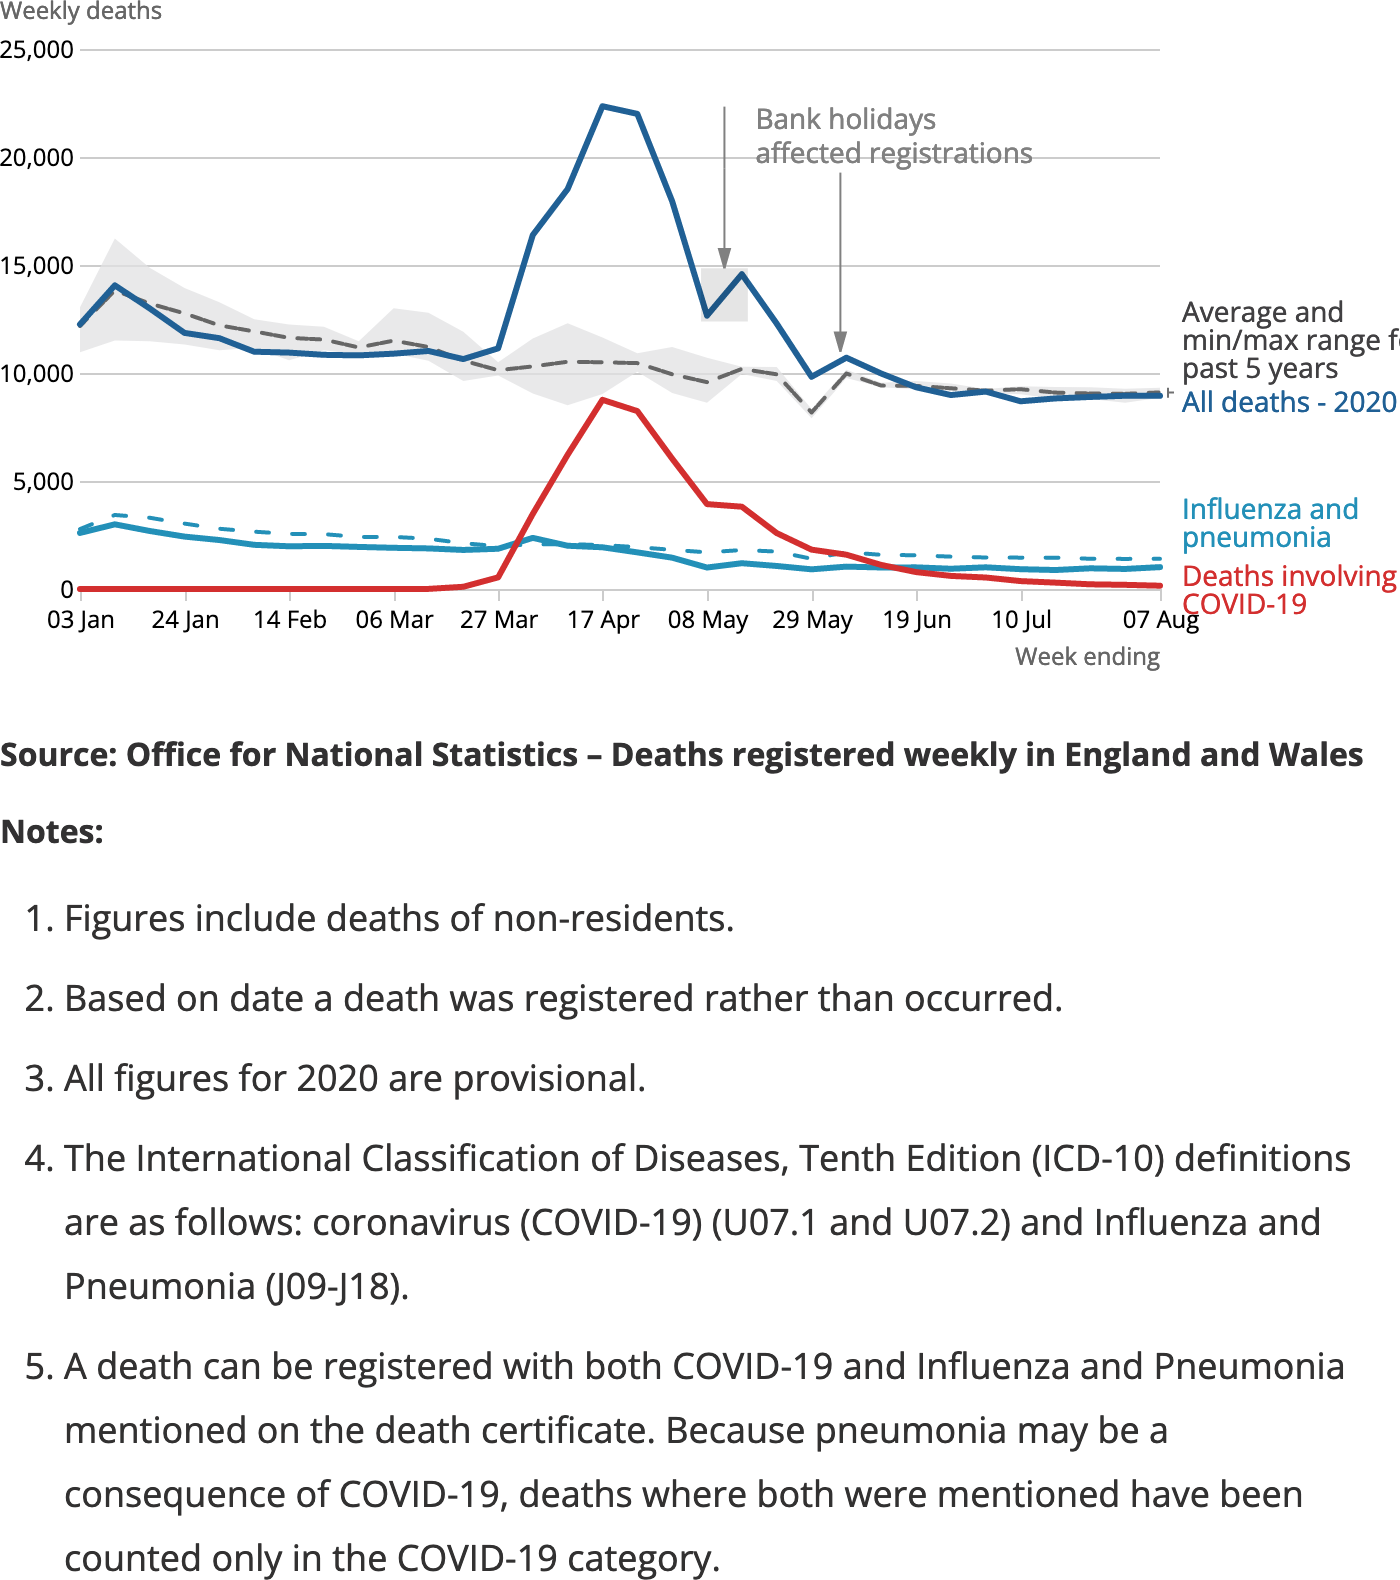 Weekly deaths
25,000
20,000
15,000
10,000
5,000
0
Bank holidays
affected registrations
Average and
min/max range f
past 5 years
All deaths - 2020
Influenza and
pneumonia
Deaths involving
COVID-19
03 Jan 24 Jan 14 Feb 06 Mar 27 Mar 17 Apr 08 May 29 May 19 Jun 10 Jul 07 Aug
Week ending
Source: Office for National Statistics – Deaths registered weekly in England and Wales
Notes:
1. Figures include deaths of non-residents.
2. Based on date a death was registered rather than occurred.
3. All figures for 2020 are provisional.
4. The International Classification of Diseases, Tenth Edition (ICD-10) definitions
are as follows: coronavirus (COVID-19) (U07.1 and U07.2) and Influenza and
Pneumonia (J09-J18).
5. A death can be registered with both COVID-19 and Influenza and Pneumonia
mentioned on the death certificate. Because pneumonia may be a
consequence of COVID-19, deaths where both were mentioned have been
counted only in the COVID-19 category.